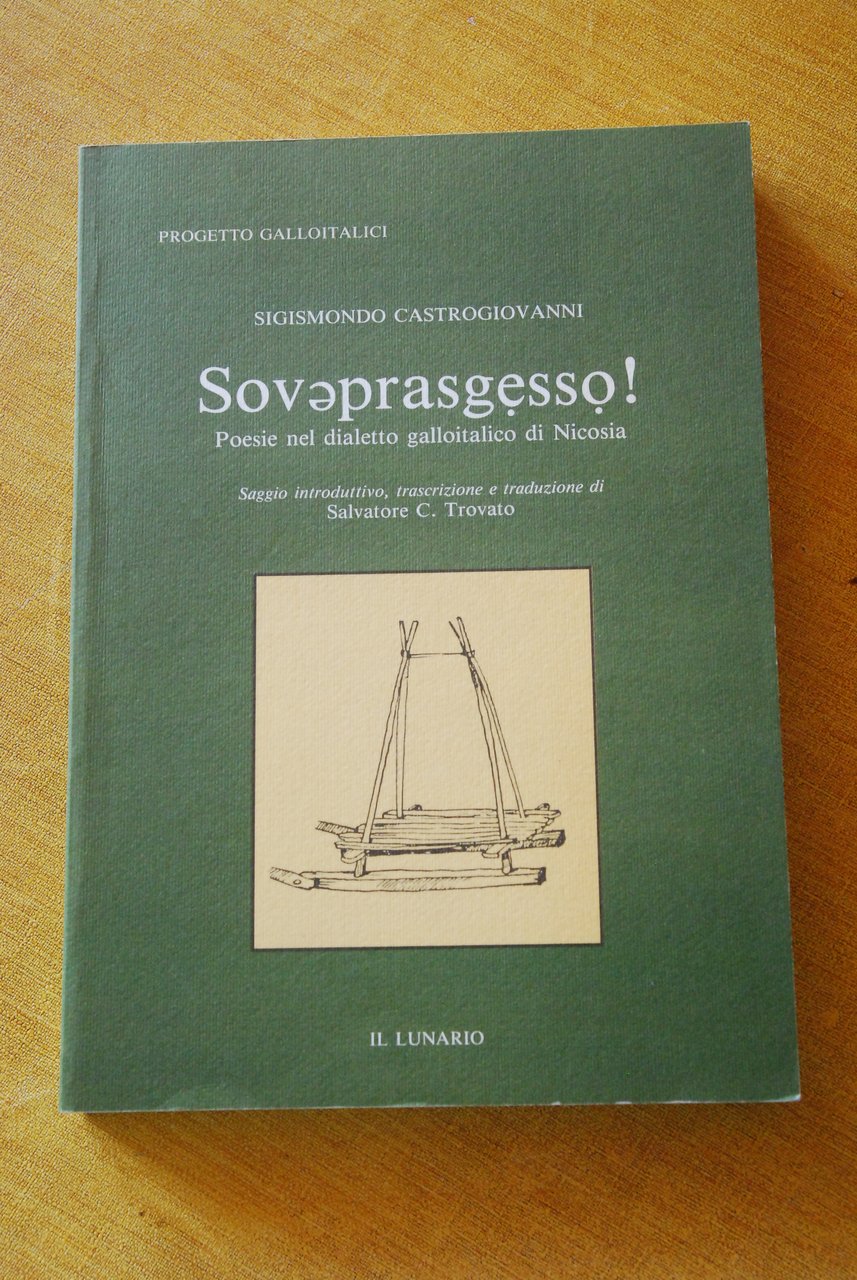 PROGETTO GALLOITALICI
SIGISMONDO CASTROGIOVANNI
Sovəprasgẹssọ!
Poesie nel dialetto galloitalico di Nicosia
Saggio introduttivo, trascrizione e traduzione di
Salvatore C. Trovato
IL LUNARIO